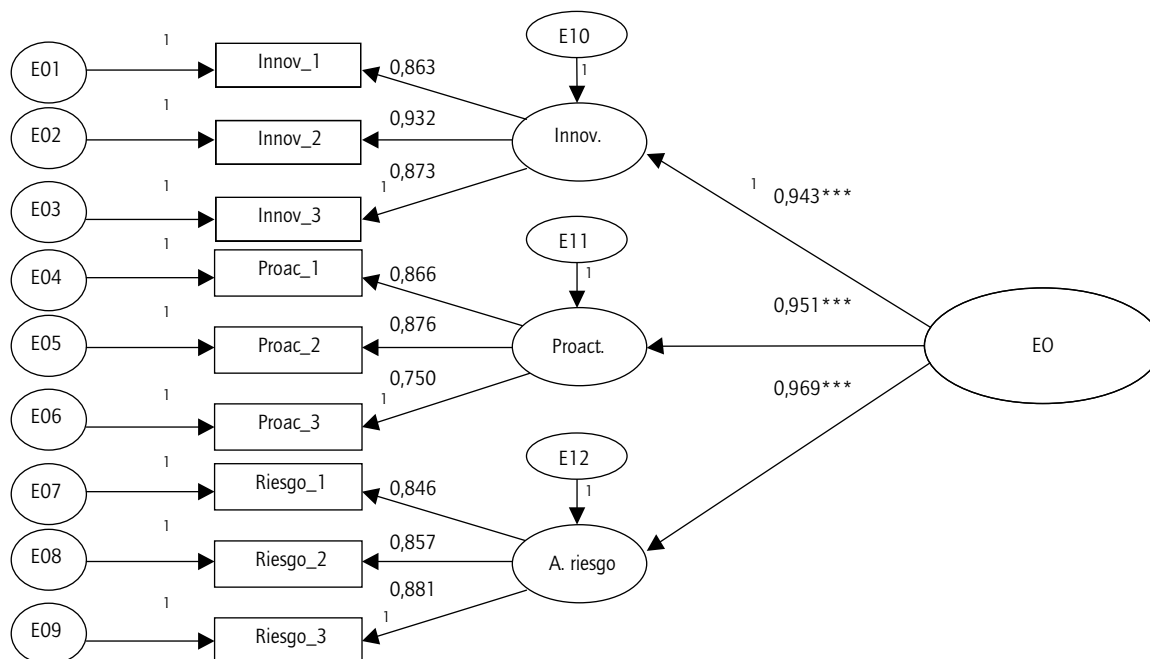 E10
1
E01
1
Innov_1
0,863
1
E02
Innov_2
0,932
Innov.
1
E03
Innov_3
0,873
1
1
0,943***
E11
1
1
E04
Proac_1
0,866
1
E05
Proac_2
0,876
Proact.
0,951***
EO
1
E06
Proac_3
0,750
1
0,969***
E12
1
1
E07
Riesgo_1
0,846
1
E08
Riesgo_2
0,857
A. riesgo
1
E09
Riesgo_3
0,881
1